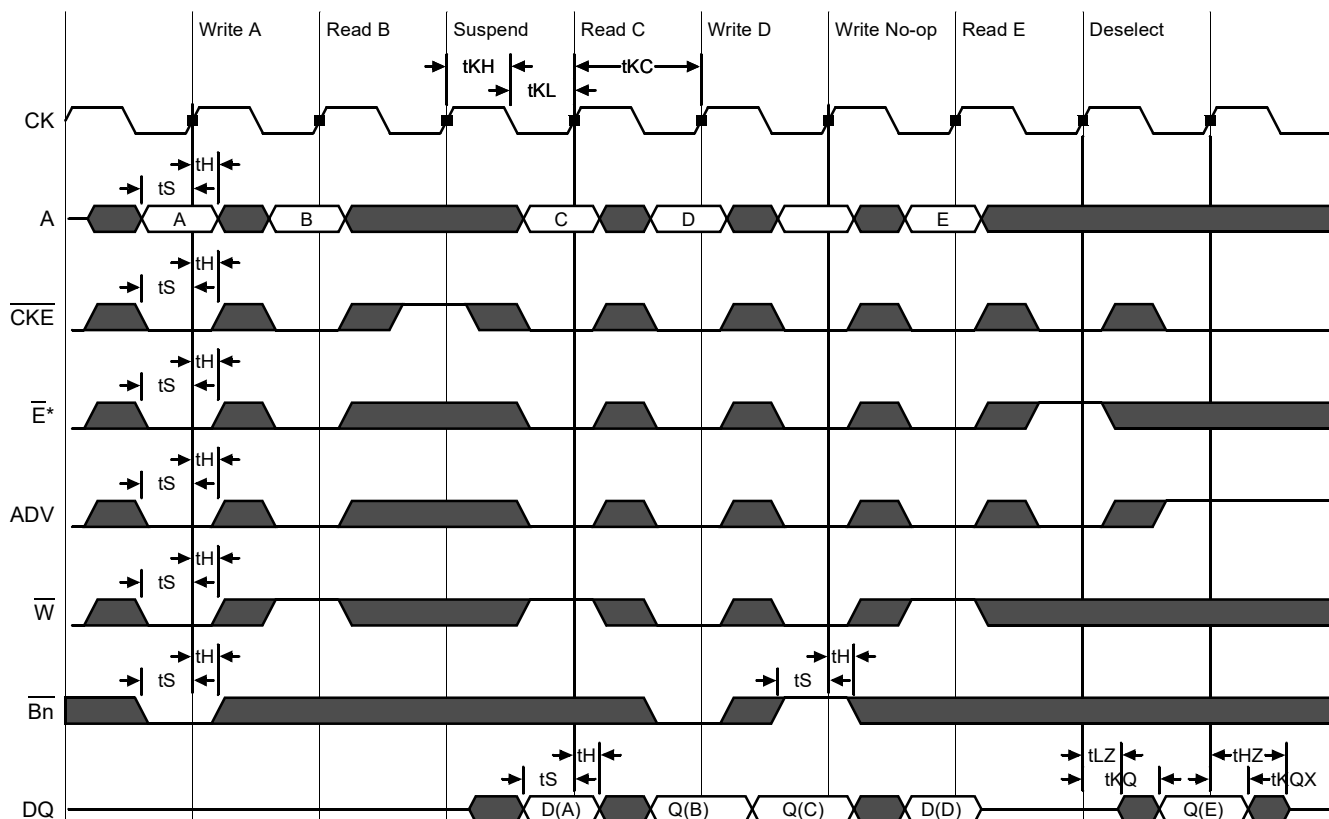 Write A Read B Suspend Read C Write D Write No-op Read E Deselect
tKH tKC
tKL
CK
tH
tS
A A B C D E
tH
tS
CKE
tH
tS
E*
tH
tS
ADV
tH
tS
W
tH tH
tS tS
Bn
tH tLZ tHZ
tS tKQ tKQX
DQ D(A) Q(B) Q(C) D(D) Q(E)